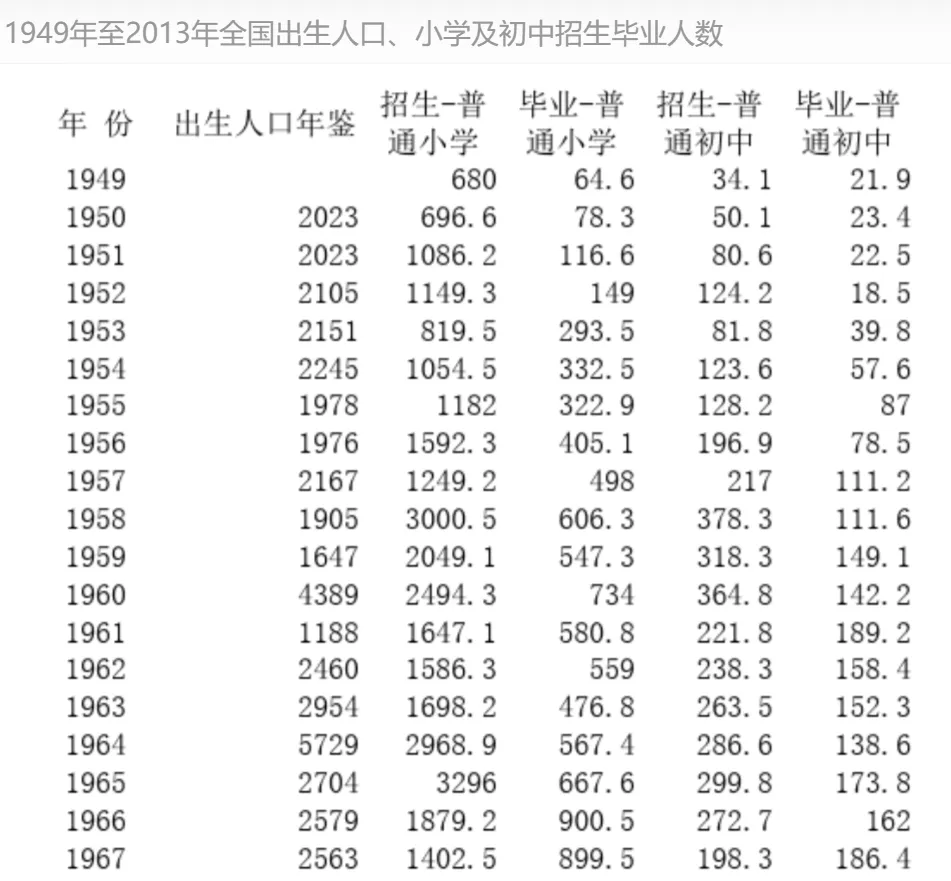 1949年至2013年全国出生人口、小学及初中招生毕业人数
年 份 出生人口年鉴 招生-普通小学 毕业-普通小学 招生-普通初中 毕业-普通初中
1949 680 64.6 34.1 21.9
1950 2023 696.6 78.3 50.1 23.4
1951 2023 1086.2 116.6 80.6 22.5
1952 2105 1149.3 149 124.2 18.5
1953 2151 819.5 293.5 81.8 39.8
1954 2245 1054.5 332.5 123.6 57.6
1955 1978 1182 322.9 128.2 87
1956 1976 1592.3 405.1 196.9 78.5
1957 2167 1249.2 498 217 111.2
1958 1905 3000.5 606.3 378.3 111.6
1959 1647 2049.1 547.3 318.3 149.1
1960 4389 2494.3 734 364.8 142.2
1961 1188 1647.1 580.8 221.8 189.2
1962 2460 1586.3 559 238.3 158.4
1963 2954 1698.2 476.8 263.5 152.3
1964 5729 2968.9 567.4 286.6 138.6
1965 2704 3296 667.6 299.8 173.8
1966 2579 1879.2 900.5 272.7 162
1967 2563 1402.5 899.5 198.3 186.4